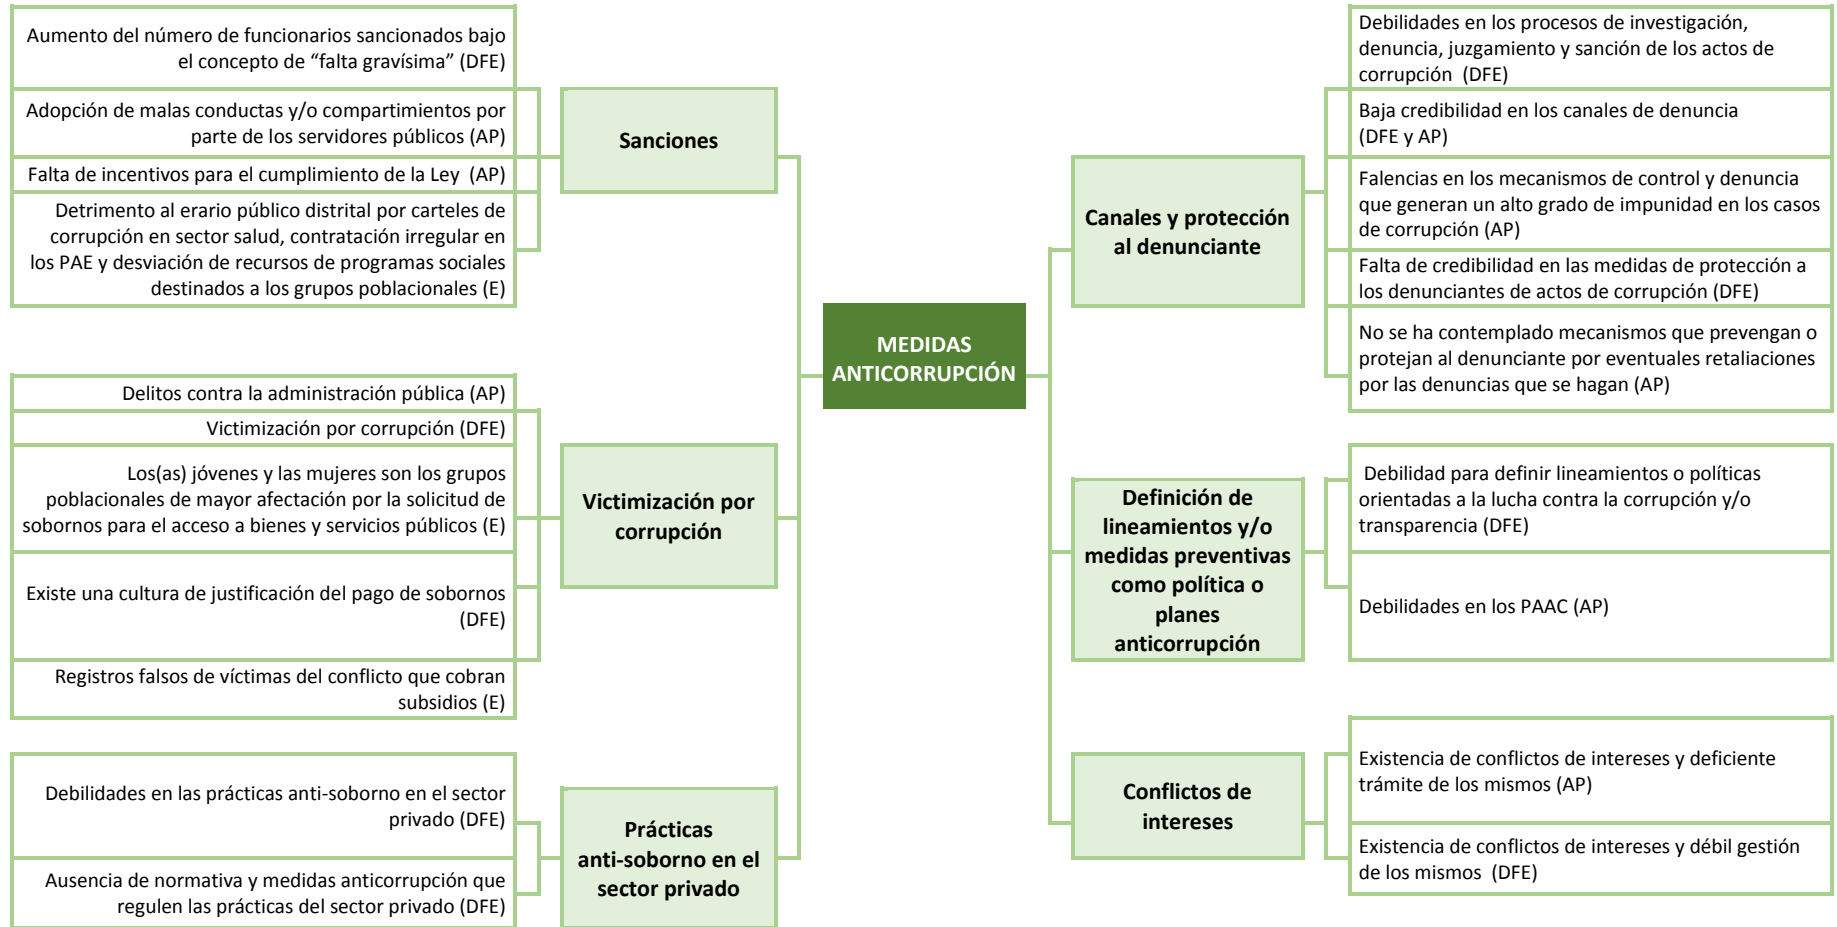 Aumento del número de funcionarios sancionados bajo
el concepto de “falta gravísima” (DFE)
Adopción de malas conductas y/o compartimientos por
parte de los servidores públicos (AP)
Falta de incentivos para el cumplimiento de la Ley (AP)
Detrimento al erario público distrital por carteles de
corrupción en sector salud, contratación irregular en
los PAE y desviación de recursos de programas sociales
destinados a los grupos poblacionales (E)
Sanciones
Delitos contra la administración pública (AP)
Victimización por corrupción (DFE)
Los(as) jóvenes y las mujeres son los grupos
poblacionales de mayor afectación por la solicitud de
sobornos para el acceso a bienes y servicios públicos (E)
Existe una cultura de justificación del pago de sobornos
(DFE)
Registros falsos de víctimas del conflicto que cobran
subsidios (E)
Victimización por
corrupción
Debilidades en las prácticas anti-soborno en el sector
privado (DFE)
Ausencia de normativa y medidas anticorrupción que
regulen las prácticas del sector privado (DFE)
Prácticas
anti-soborno en el
sector privado
MEDIDAS
ANTICORRUPCIÓN
Canales y protección
al denunciante
Debilidades en los procesos de investigación,
denuncia, juzgamiento y sanción de los actos de
corrupción (DFE)
Baja credibilidad en los canales de denuncia
(DFE y AP)
Falencias en los mecanismos de control y denuncia
que generan un alto grado de impunidad en los casos
de corrupción (AP)
Falta de credibilidad en las medidas de protección a
los denunciantes de actos de corrupción (DFE)
No se ha contemplado mecanismos que prevengan o
protejan al denunciante por eventuales retaliaciones
por las denuncias que se hagan (AP)
Definición de
lineamientos y/o
medidas preventivas
como política o
planes
anticorrupción
Debilidad para definir lineamientos o políticas
orientadas a la lucha contra la corrupción y/o
transparencia (DFE)
Debilidades en los PAAC (AP)
Conflictos de
intereses
Existencia de conflictos de intereses y deficiente
trámite de los mismos (AP)
Existencia de conflictos de intereses y débil gestión
de los mismos (DFE)